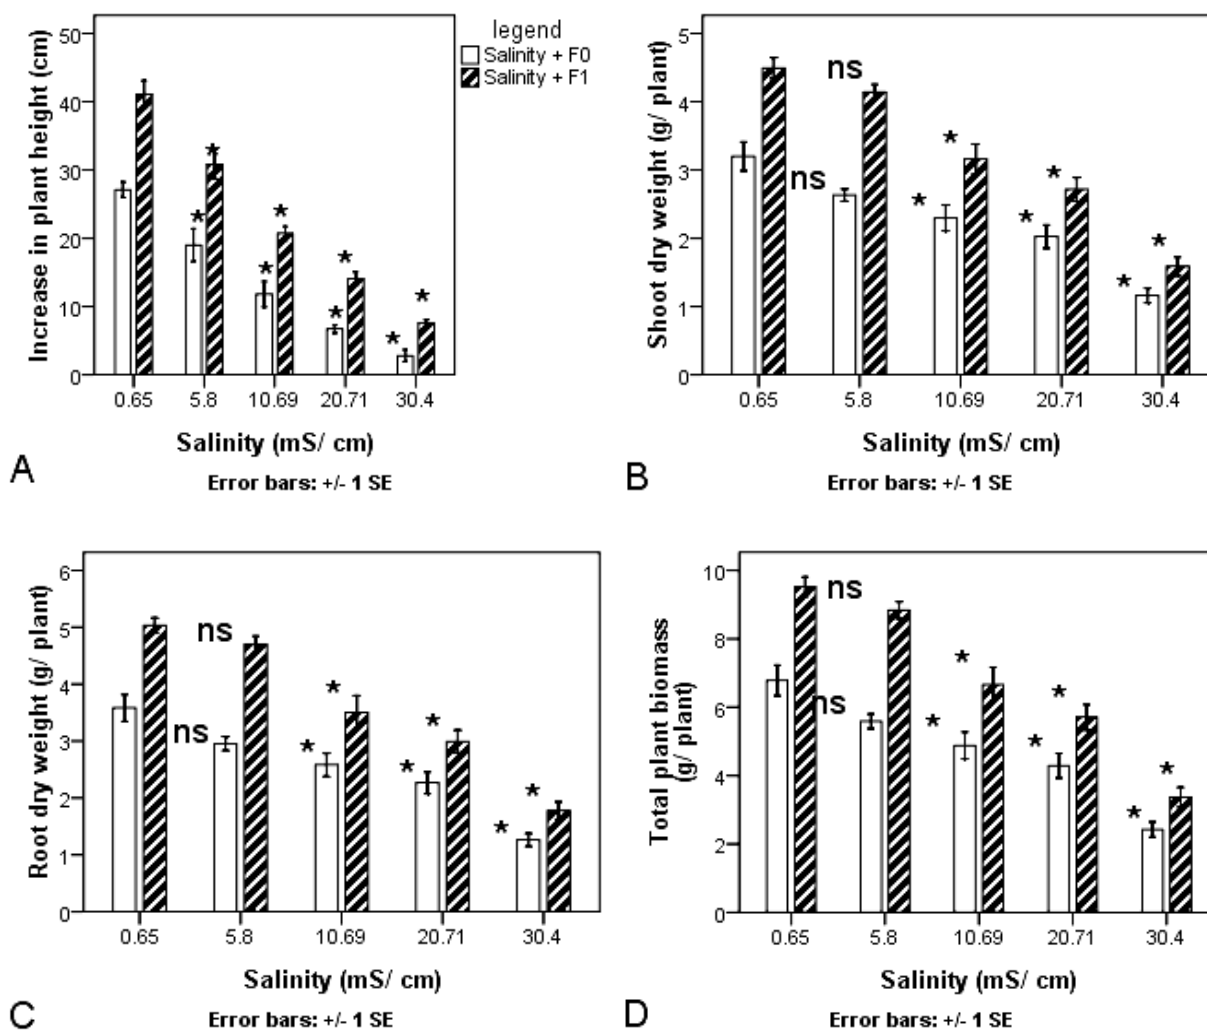 legend
Salinity + F0
Salinity + F1
Increase in plant height (cm)
50
40
30
20
10
0
*
*
*
*
*
*
*
*
0.65 5.8 10.69 20.71 30.4
Salinity (mS/ cm)
A
Error bars: +/- 1 SE
Shoot dry weight (g/ plant)
5
4
3
2
1
0
ns
ns
*
*
*
*
*
*
0.65 5.8 10.69 20.71 30.4
Salinity (mS/ cm)
B
Error bars: +/- 1 SE
Root dry weight (g/ plant)
6
5
4
3
2
1
0
ns
ns
*
*
*
*
*
*
0.65 5.8 10.69 20.71 30.4
Salinity (mS/ cm)
C
Error bars: +/- 1 SE
Total plant biomass
(g/ plant)
10
8
6
4
2
0
ns
ns
*
*
*
*
*
*
0.65 5.8 10.69 20.71 30.4
Salinity (mS/ cm)
D
Error bars: +/- 1 SE